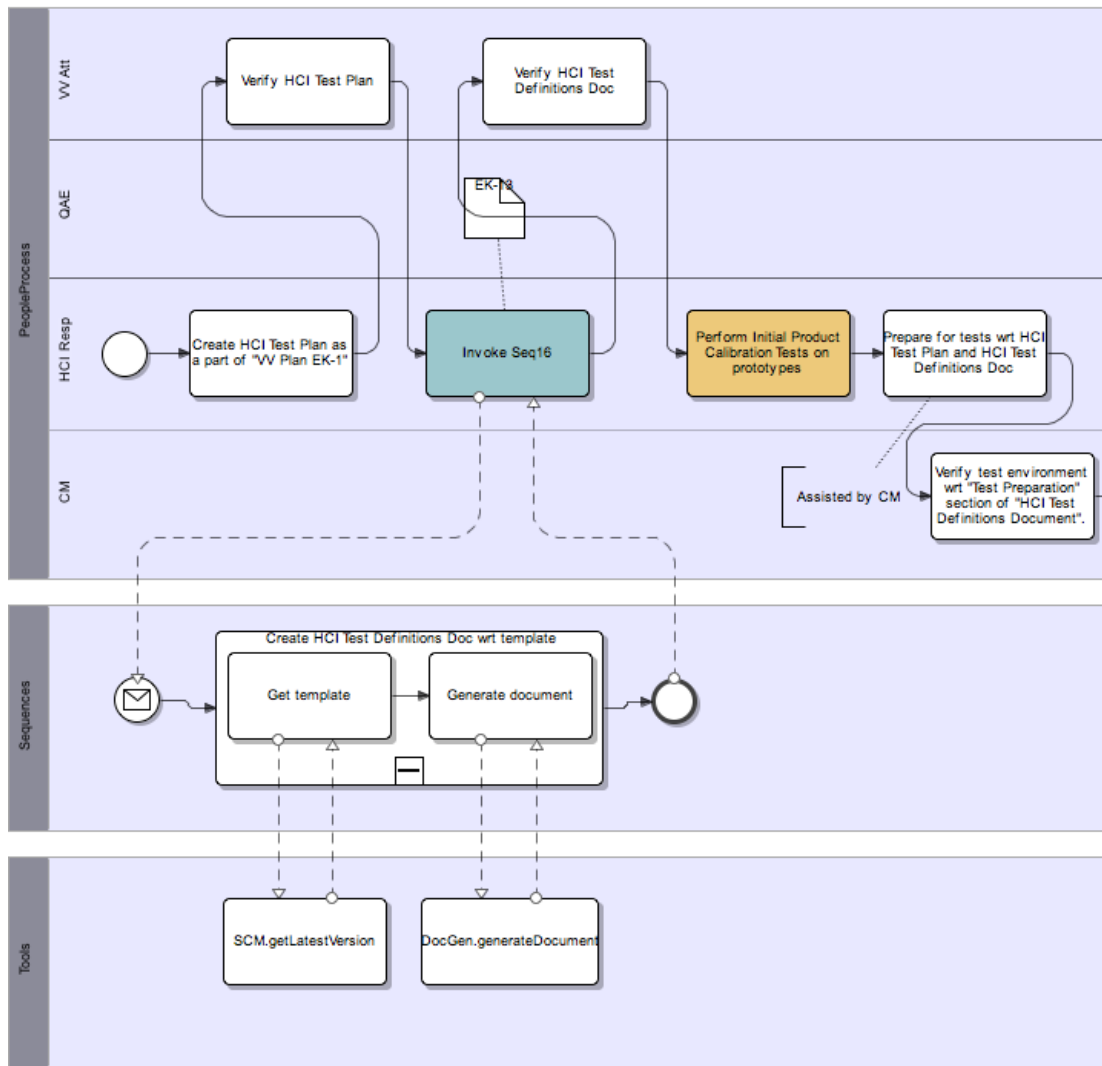 PeopleProcess
VV Att
Verify HCI Test Plan
Verify HCI Test
Definitions Doc
QAE
EK-13
HCI Resp
Create HCI Test Plan as
a part of "VV Plan EK-1"
Invoke Seq16
Perform Initial Product
Calibration Tests on
prototypes
Prepare for tests wrt HCI
Test Plan and HCI Test
Definitions Doc
CM
Assisted by CM
Verify test environment
wrt "Test Preparation"
section of "HCI Test
Definitions Document".
Sequences
Create HCI Test Definitions Doc wrt template
Get template
Generate document
Tools
SCM.getLatestVersion
DocGen.generateDocument